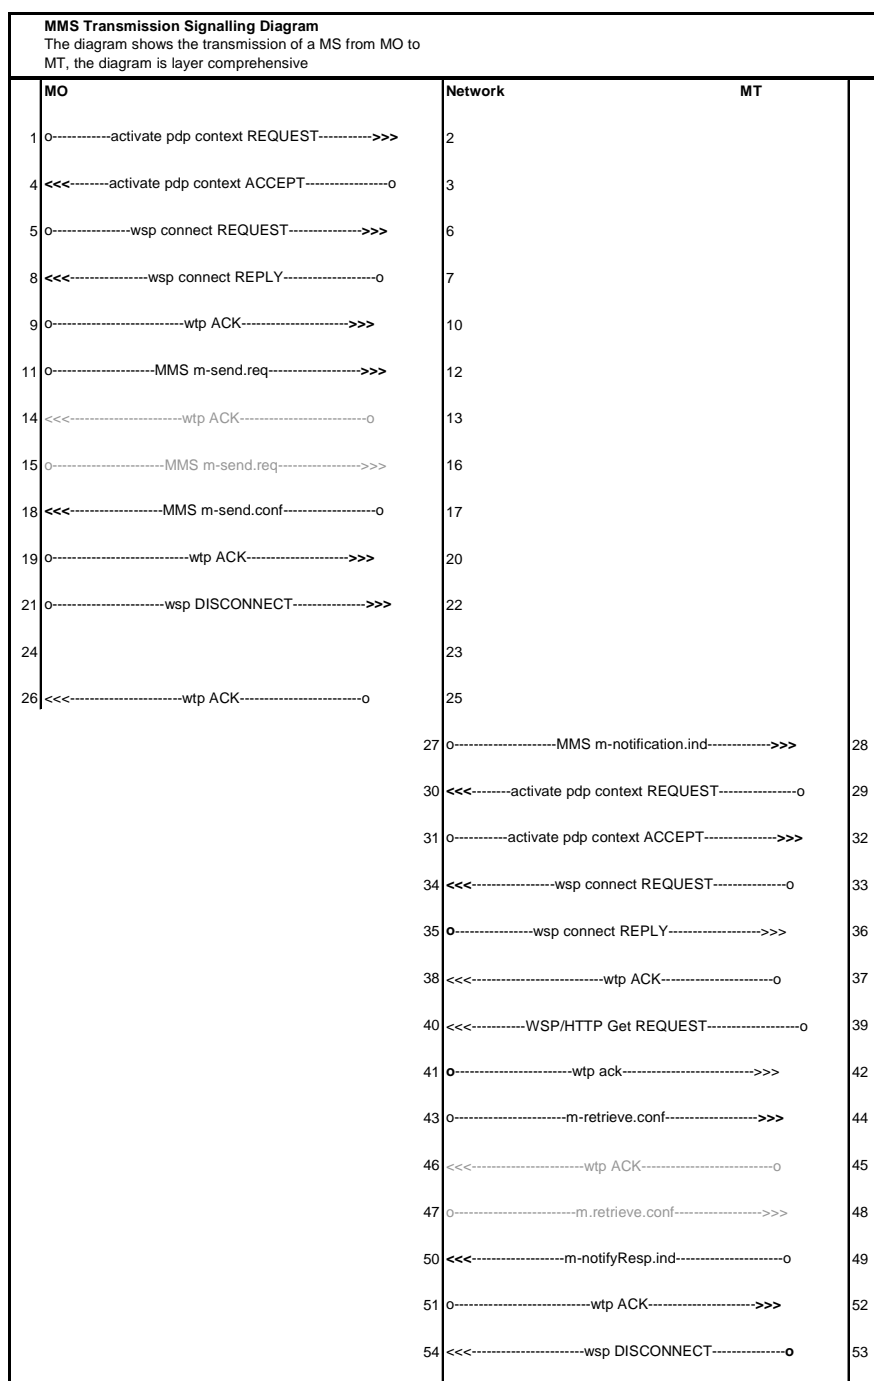 MMS Transmission Signalling Diagram
The diagram shows the transmission of a MS from MO to
MT, the diagram is layer comprehensive
MO Network MT
1 o------------activate pdp context REQUEST----------->>> 2
4 <<<--------activate pdp context ACCEPT-----------------o 3
5 o----------------wsp connect REQUEST--------------->>> 6
8 <<<----------------wsp connect REPLY-------------------o 7
9 o---------------------------wtp ACK---------------------->>> 10
11 o---------------------MMS m-send.req------------------->>> 12
14 <<<-----------------------wtp ACK--------------------------o 13
15 o-----------------------MMS m-send.req----------------->>> 16
18 <<<-------------------MMS m-send.conf-------------------o 17
19 o----------------------------wtp ACK--------------------->>> 20
21 o-----------------------wsp DISCONNECT--------------->>> 22
24 23
26 <<<-----------------------wtp ACK-------------------------o 25
27 o---------------------MMS m-notification.ind------------->>> 28
30 <<<--------activate pdp context REQUEST----------------o 29
31 o-----------activate pdp context ACCEPT--------------->>> 32
34 <<<-----------------wsp connect REQUEST---------------o 33
35 o----------------wsp connect REPLY------------------->>> 36
38 <<<---------------------------wtp ACK-----------------------o 37
40 <<<-----------WSP/HTTP Get REQUEST-------------------o 39
41 o------------------------wtp ack--------------------------->>> 42
43 o-----------------------m-retrieve.conf------------------->>> 44
46 <<<-----------------------wtp ACK---------------------------o 45
47 o-------------------------m.retrieve.conf------------------>>> 48
50 <<<-------------------m-notifyResp.ind----------------------o 49
51 o----------------------------wtp ACK---------------------->>> 52
54 <<<-----------------------wsp DISCONNECT---------------o 53